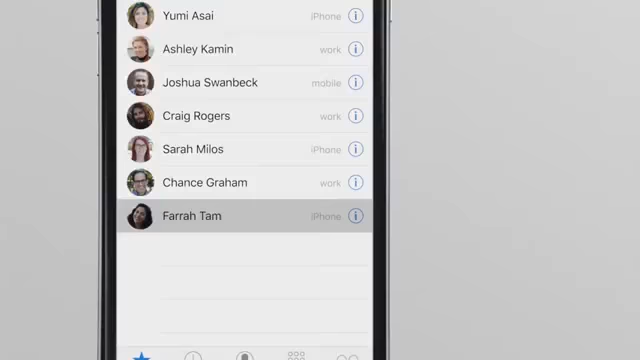 Yumi Asai iPhone
Ashley Kamin work
Joshua Swanbeck mobile
Craig Rogers work
Sarah Milos iPhone
Chance Graham work
Farrah Tam iPhone